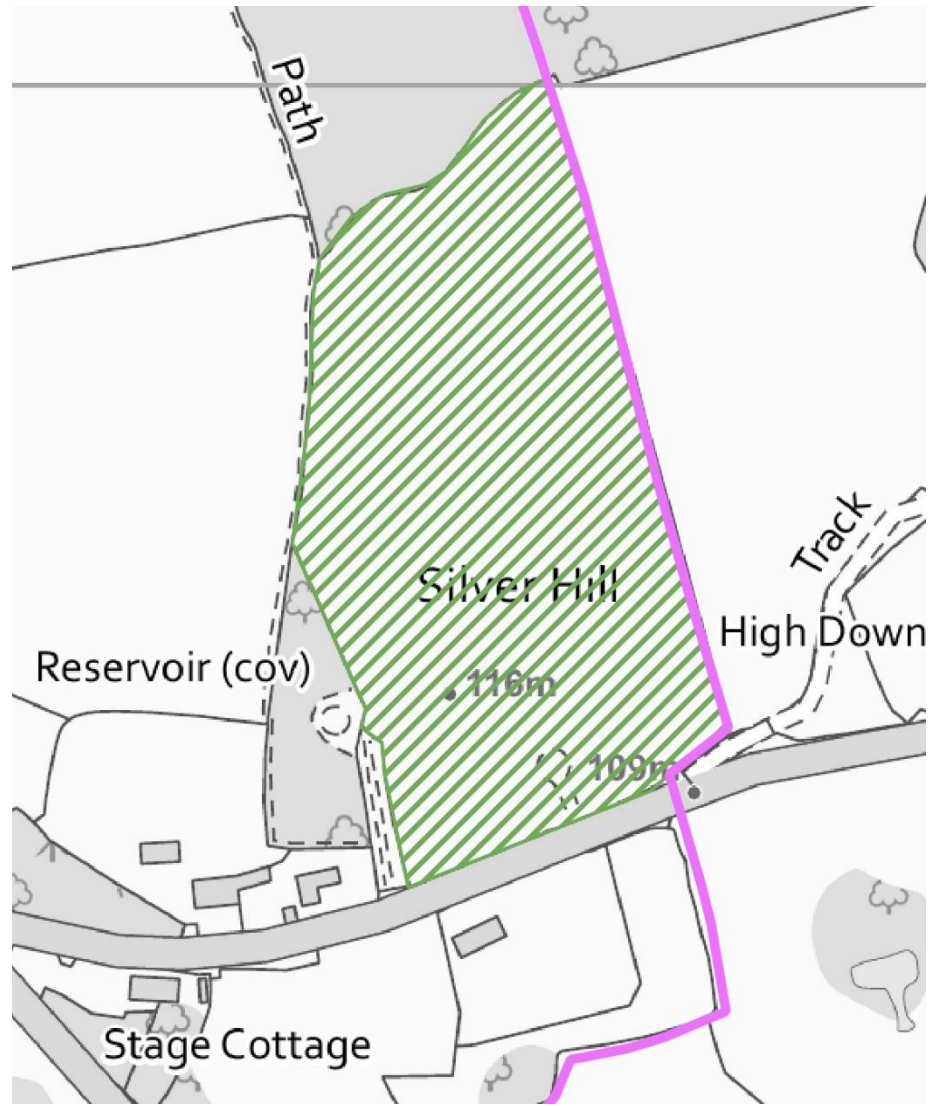 Path
Silver Hill
Track
High Down
Reservoir (cov)
116m
109m
Stage Cottage